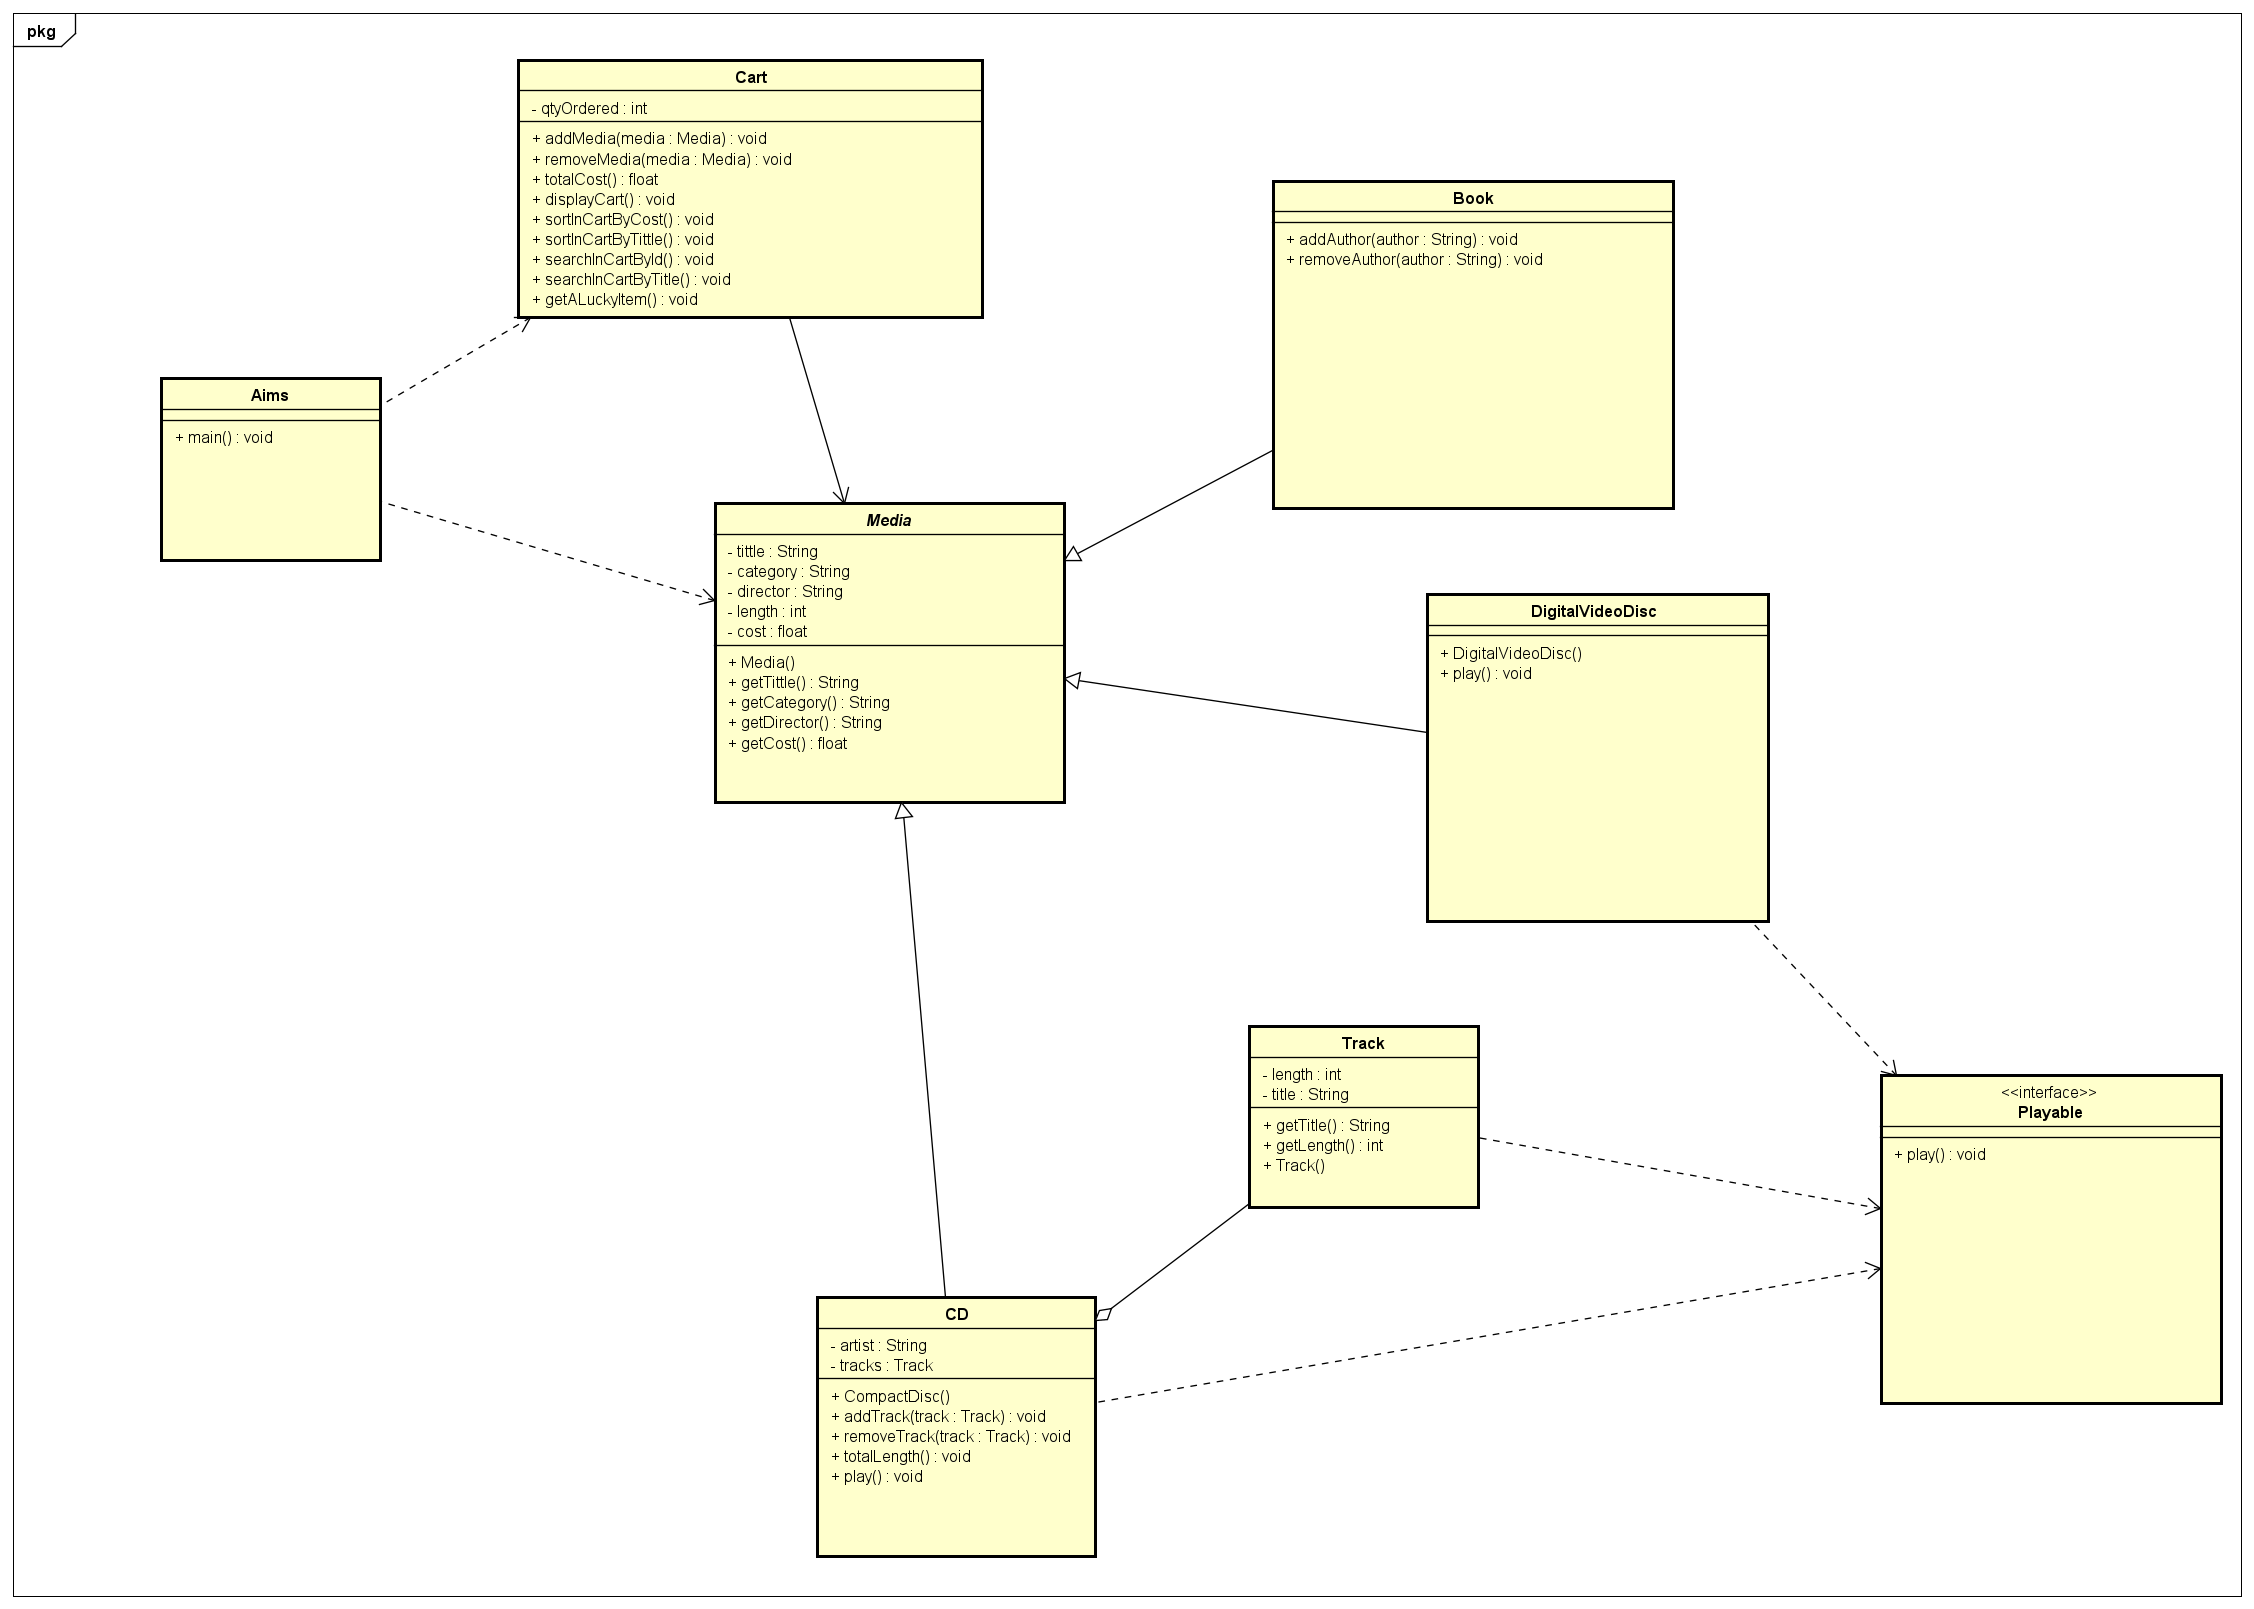 pkg
Cart
- qtyOrdered : int
+ addMedia(media : Media) : void
+ removeMedia(media : Media) : void
+ totalCost() : float
+ displayCart() : void
+ sortInCartByCost() : void
+ sortInCartByTittle() : void
+ searchInCartById() : void
+ searchInCartByTitle() : void
+ getALuckyItem() : void
Book
+ addAuthor(author : String) : void
+ removeAuthor(author : String) : void
Aims
+ main() : void
Media
- tittle : String
- category : String
- director : String
- length : int
- cost : float
+ Media()
+ getTittle() : String
+ getCategory() : String
+ getDirector() : String
+ getCost() : float
DigitalVideoDisc
+ DigitalVideoDisc()
+ play() : void
Track
- length : int
- title : String
+ getTitle() : String
+ getLength() : int
+ Track()
<<interface>>
Playable
+ play() : void
CD
- artist : String
- tracks : Track
+ CompactDisc()
+ addTrack(track : Track) : void
+ removeTrack(track : Track) : void
+ totalLength() : void
+ play() : void